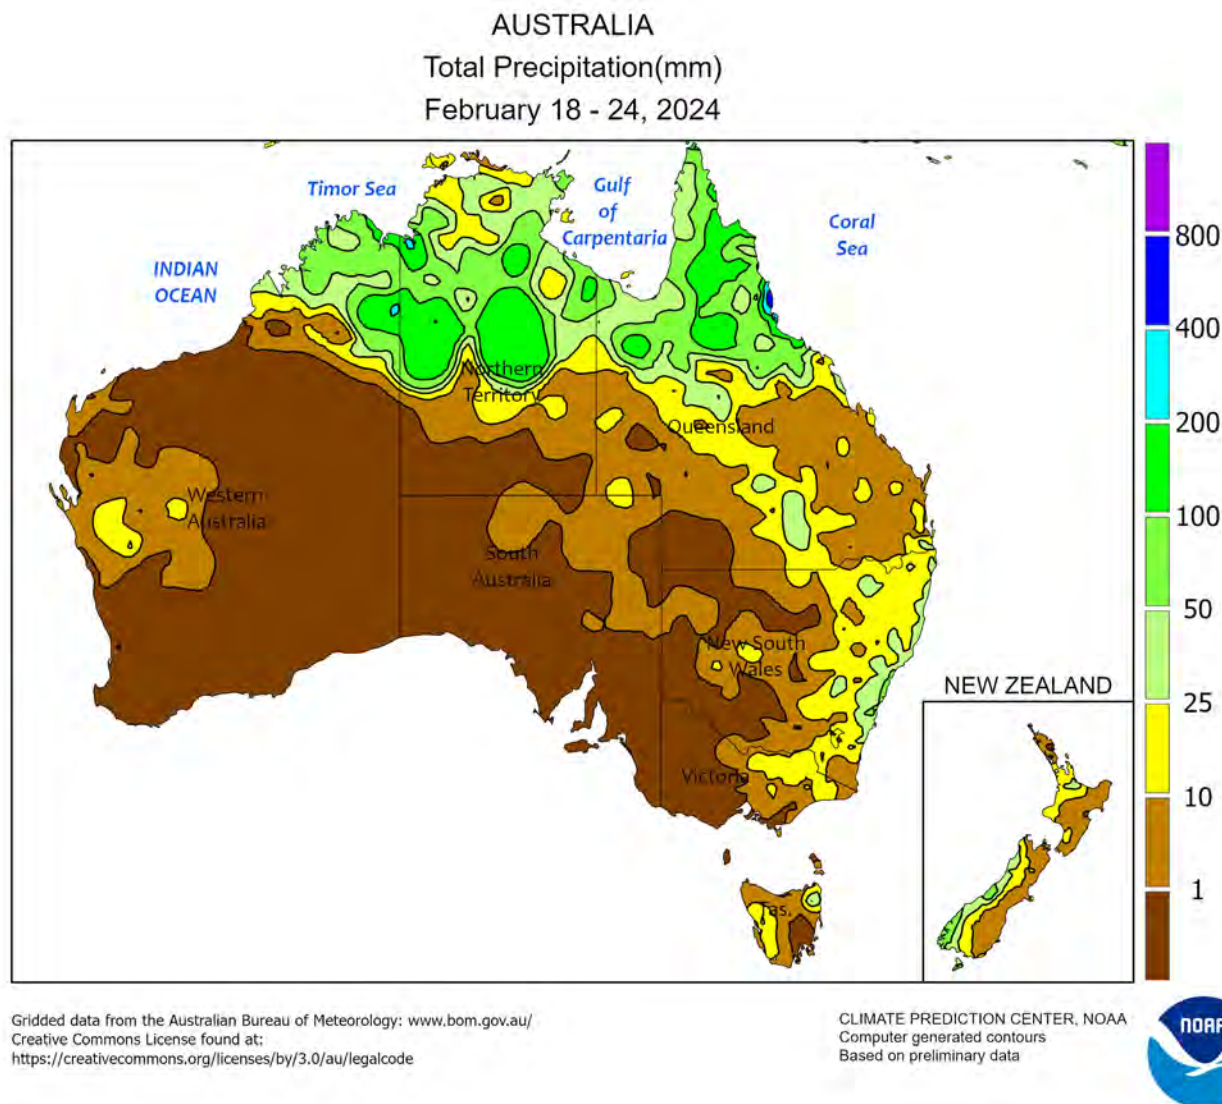 AUSTRALIA
Total Precipitation(mm)
February 18 - 24, 2024
Timor Sea
Gulf
of
Carpentaria
Coral
Sea
INDIAN
OCEAN
Northern
Territory
Queensland
Western
Australia
South
Australia
New South
Wales
Victoria
Tas.
NEW ZEALAND
800
400
200
100
50
25
10
1
Gridded data from the Australian Bureau of Meteorology: www.bom.gov.au/
Creative Commons License found at:
https://creativecommons.org/licenses/by/3.0/au/legalcode
CLIMATE PREDICTION CENTER, NOAA
Computer generated contours
Based on preliminary data
NOAA